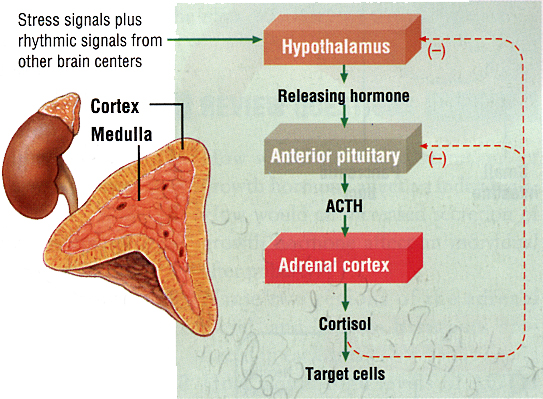 Stress signals plus
rhythmic signals from
other brain centers
Hypothalamus
(–)
Releasing hormone
Cortex
Medulla
Anterior pituitary
(–)
ACTH
Adrenal cortex
Cortisol
Target cells